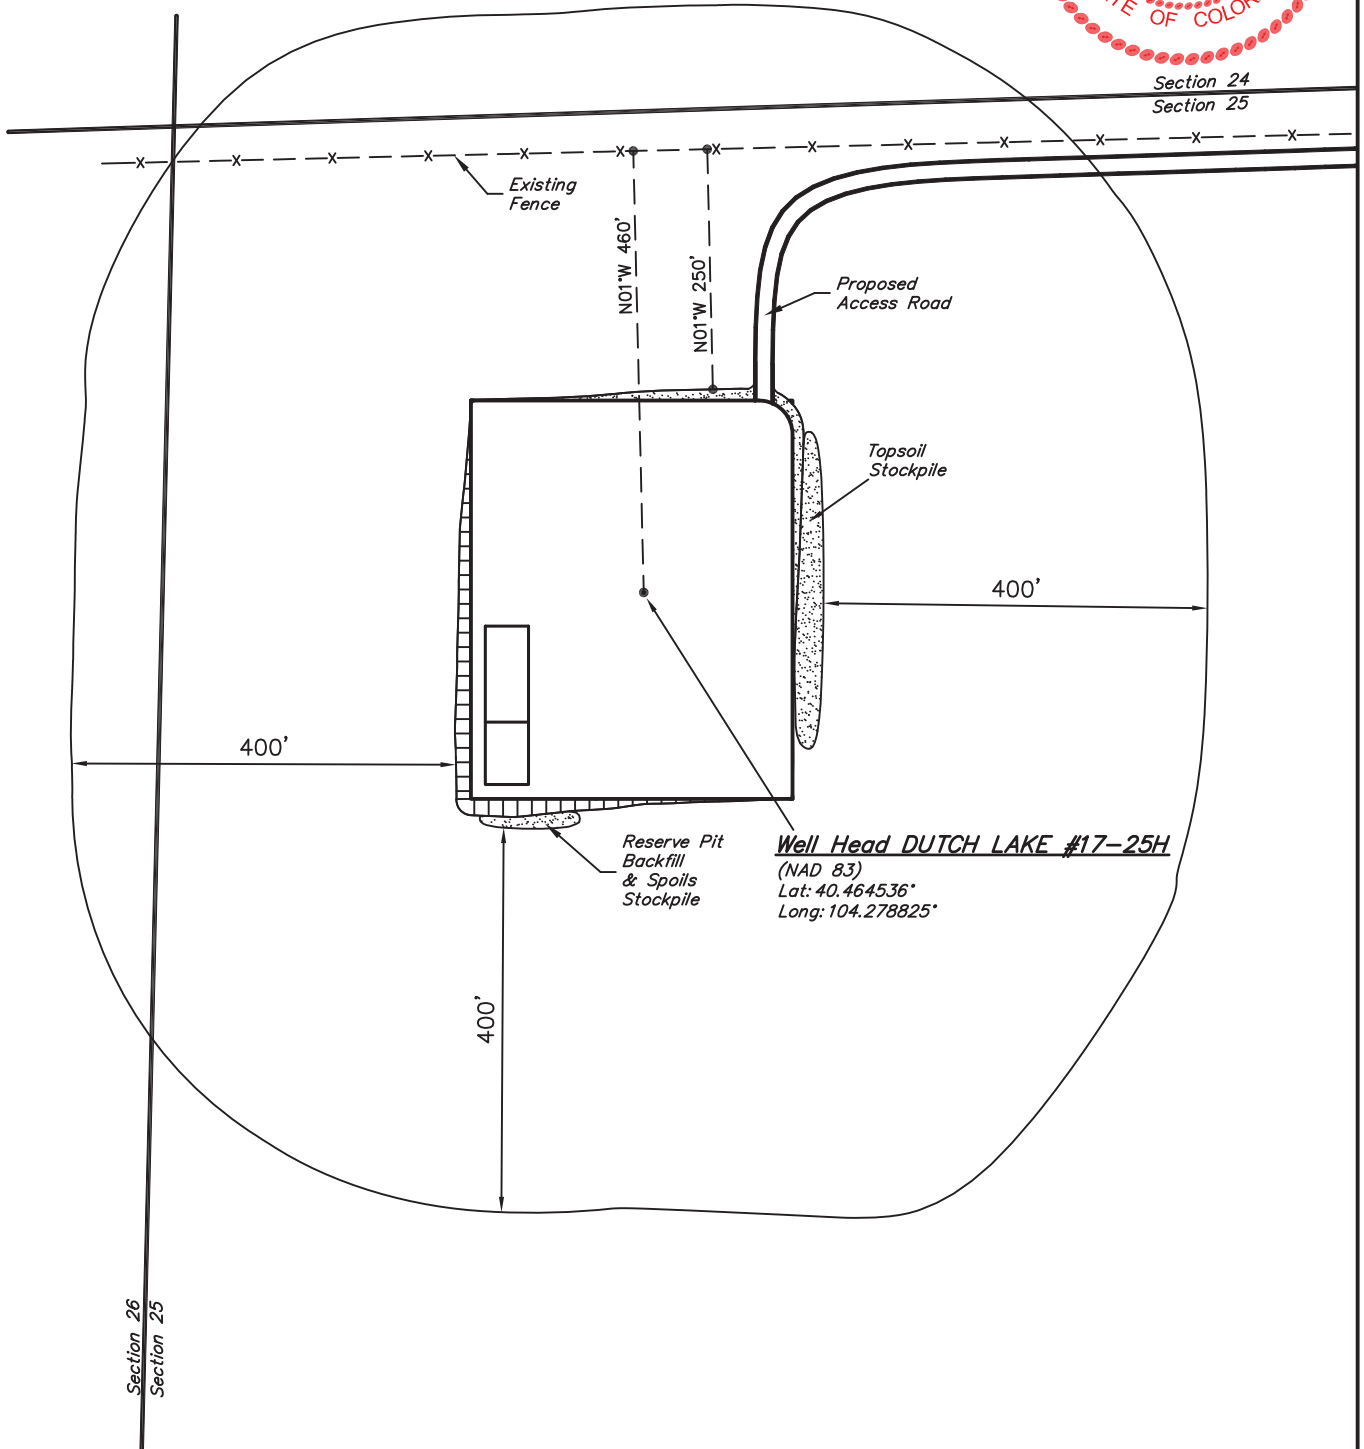 OF COLOR
Section 24
Section 25
Existing
Fence
N01°W 460'
N01°W 250'
Proposed
Access Road
Topsoil
Stockpile
400'
400'
Reserve Pit
Backfill
& Spoils
Stockpile
Well Head DUTCH LAKE #17-25H
(NAD 83)
Lat: 40.464536°
Long: 104.278825°
400'
Section 26
Section 25